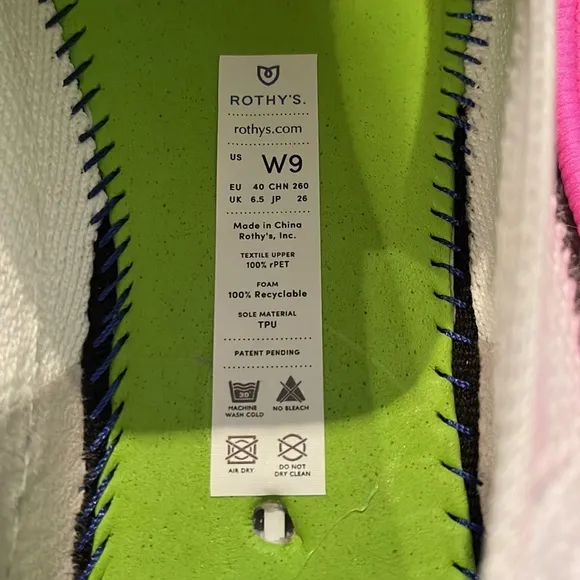 ROTHY'S.
rothys.com
US W9
EU 40 CHN 260
UK 6.5 JP 26
Made in China
Rothy's, Inc.
TEXTILE UPPER
100% rPET
FOAM
100% Recyclable
SOLE MATERIAL
TPU
PATENT PENDING
30°
MACHINE WASH COLD
NO BLEACH
AIR DRY
DO NOT DRY CLEAN